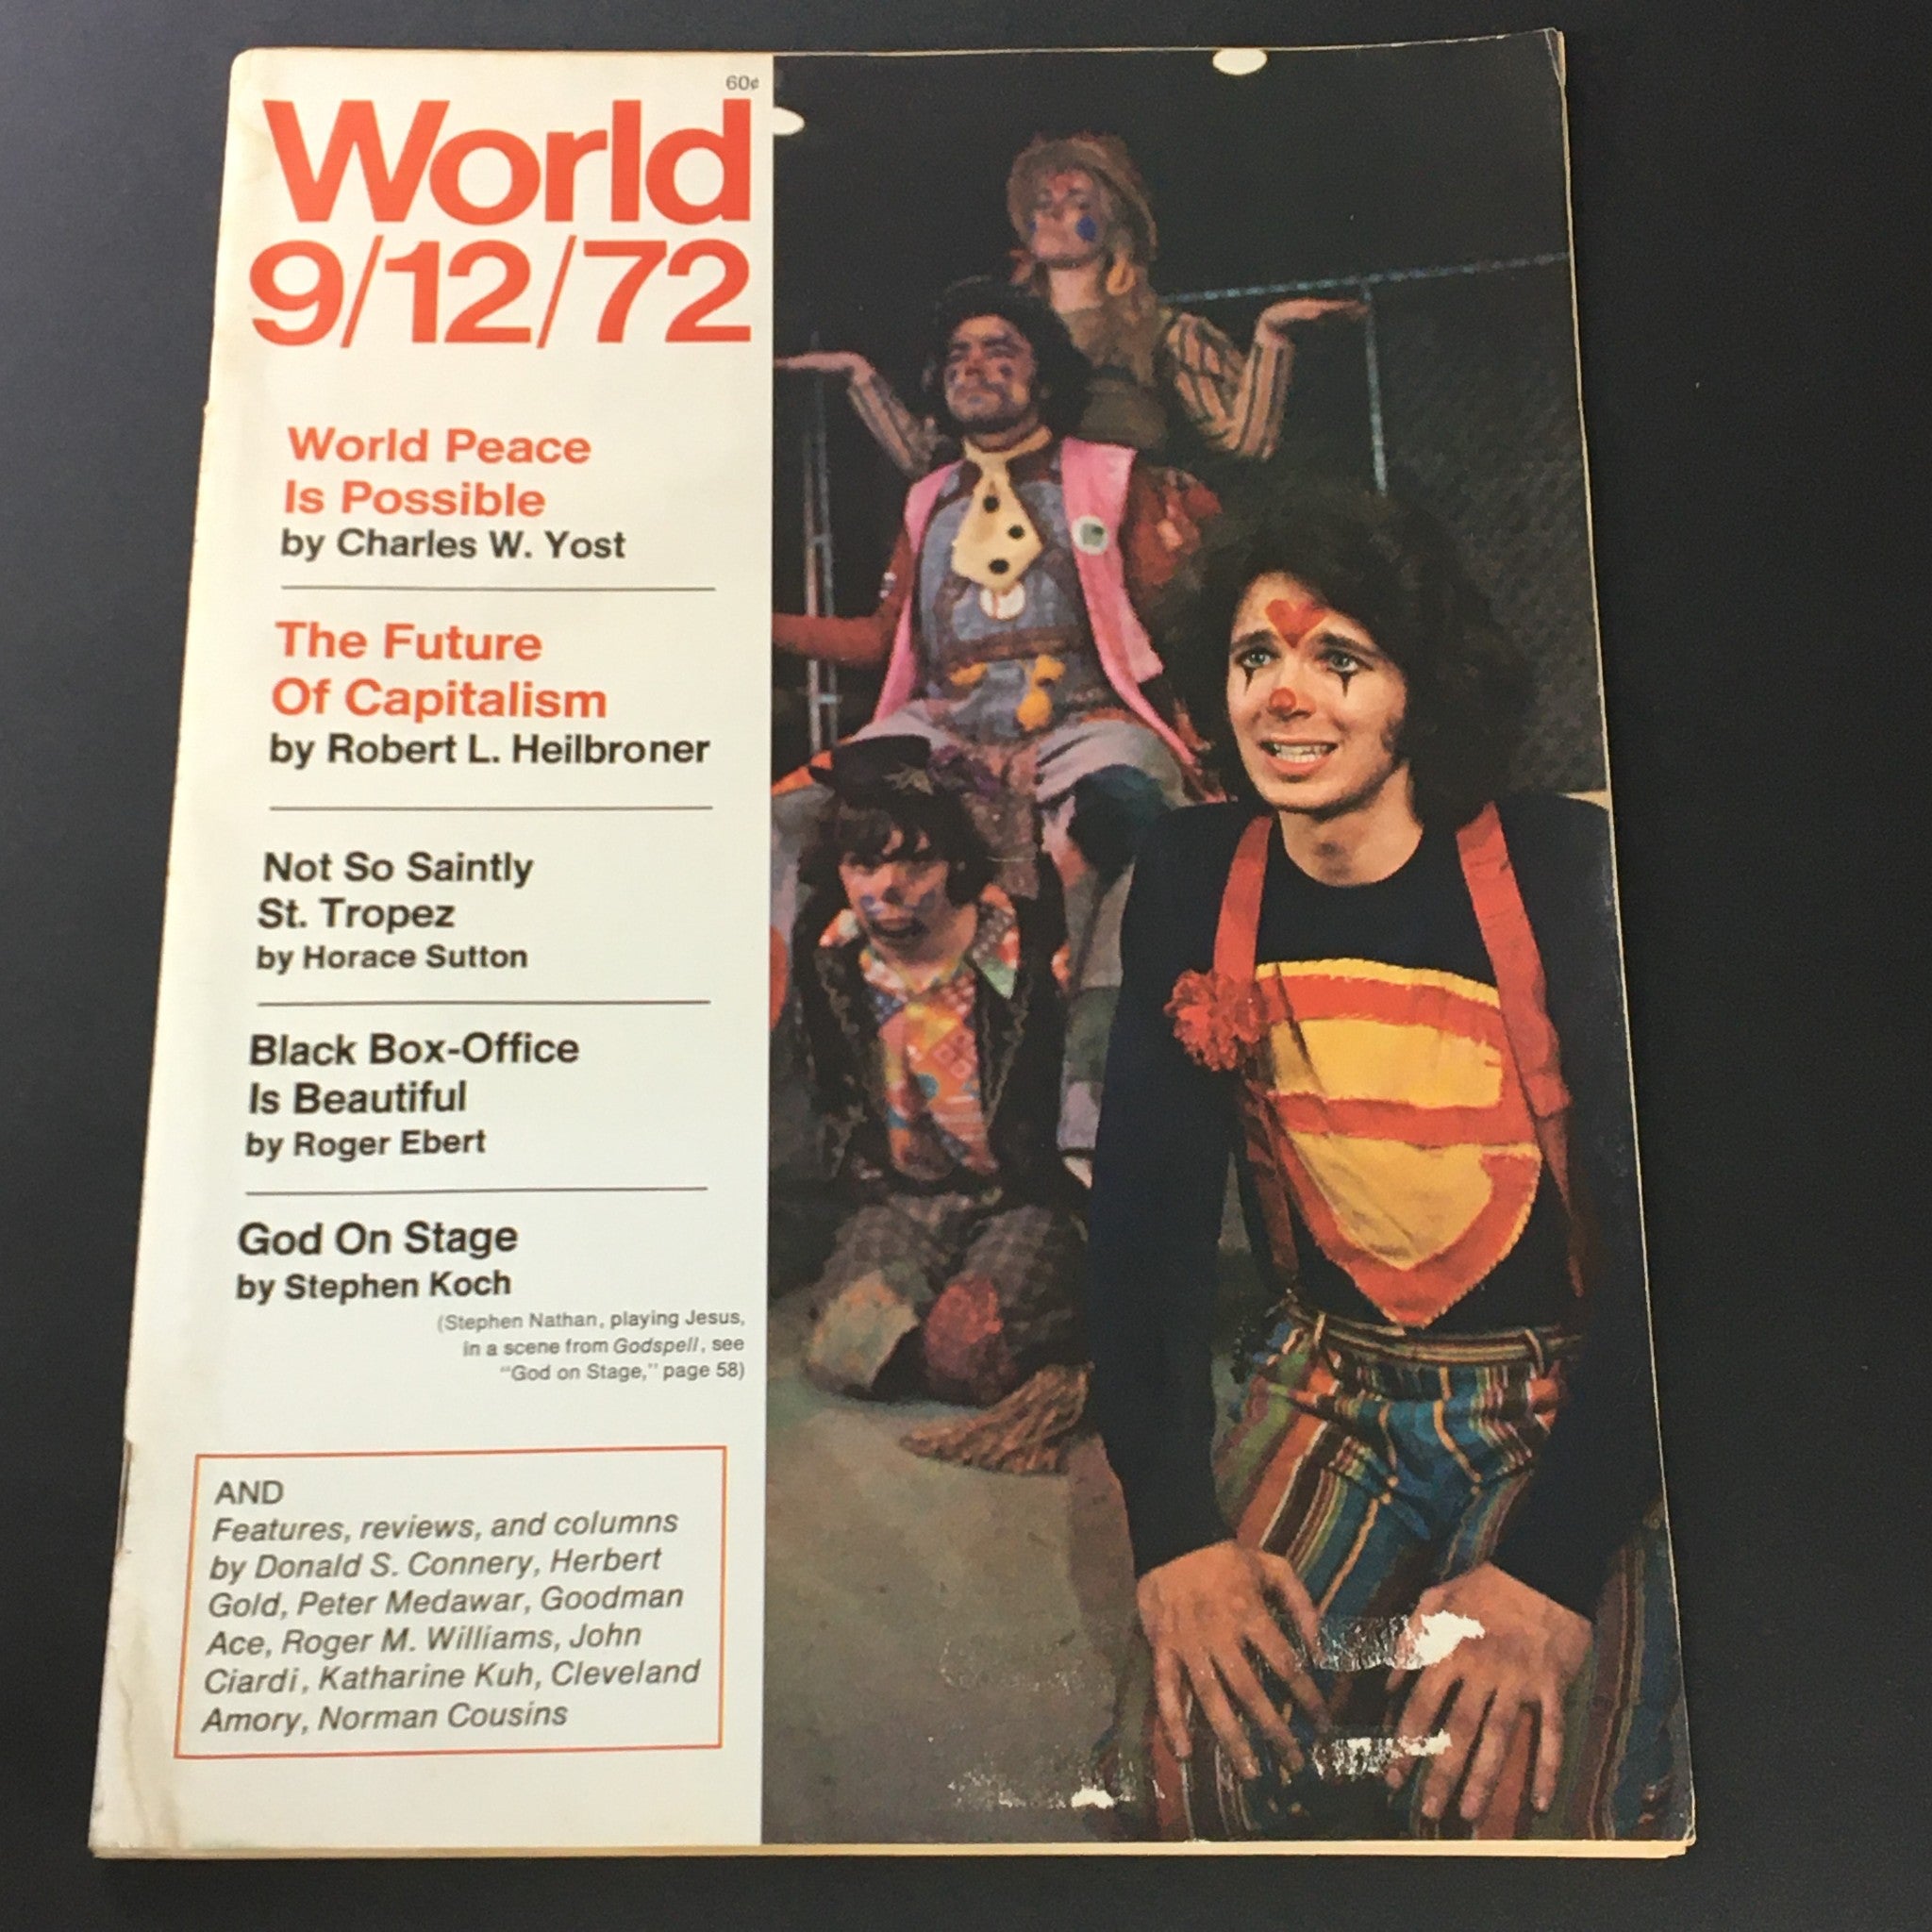 60¢
World
9/12/72
World Peace
Is Possible
by Charles W. Yost
The Future
Of Capitalism
by Robert L. Heilbroner
Not So Saintly
St. Tropez
by Horace Sutton
Black Box-Office
Is Beautiful
by Roger Ebert
God On Stage
by Stephen Koch
(Stephen Nathan, playing Jesus,
in a scene from Godspell, see
“God on Stage,” page 58)
AND
Features, reviews, and columns
by Donald S. Connery, Herbert
Gold, Peter Medawar, Goodman
Ace, Roger M. Williams, John
Ciardi, Katharine Kuh, Cleveland
Amory, Norman Cousins